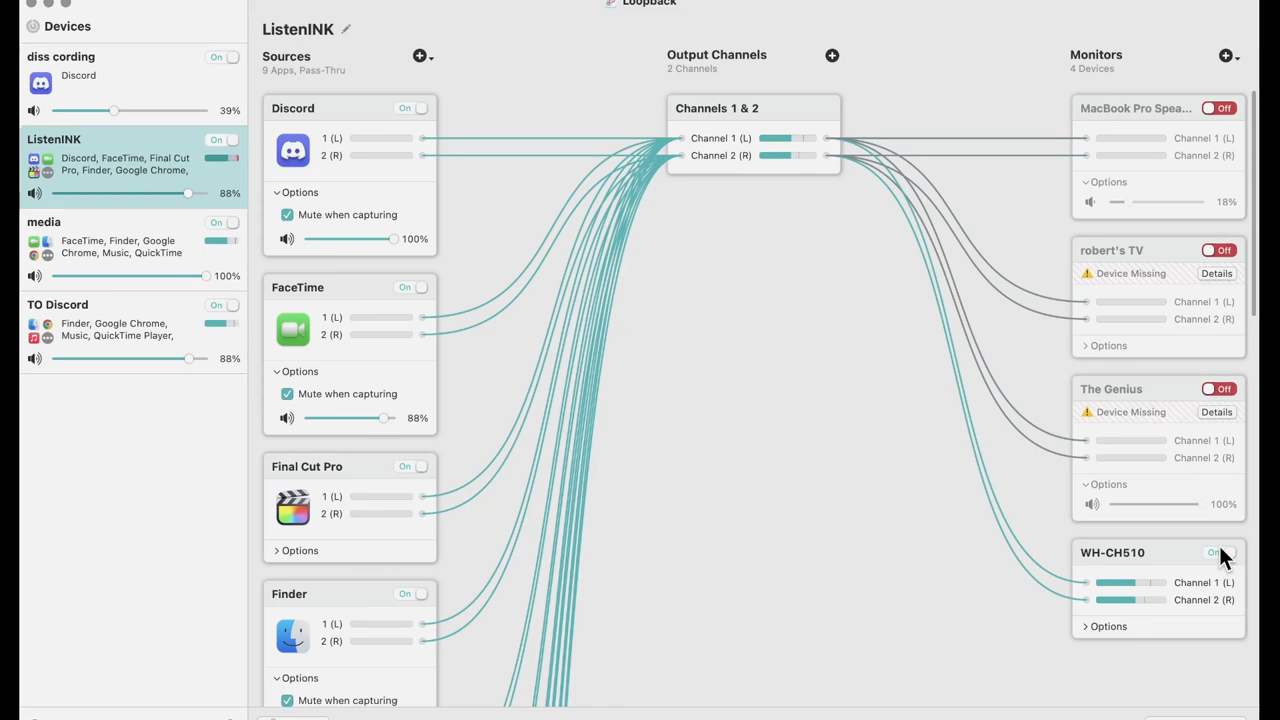 Loopback
Devices
diss cording
On
Discord
39%
ListenINK
On
Discord, FaceTime, Final Cut
Pro, Finder, Google Chrome,
88%
media
On
FaceTime, Finder, Google
Chrome, Music, QuickTime
100%
TO Discord
On
Finder, Google Chrome,
Music, QuickTime Player,
88%
ListenINK
Sources
9 Apps, Pass-Thru
Discord
On
1 (L)
2 (R)
Options
Mute when capturing
100%
FaceTime
On
1 (L)
2 (R)
Options
Mute when capturing
88%
Final Cut Pro
On
1 (L)
2 (R)
Options
Finder
On
1 (L)
2 (R)
Options
Mute when capturing
Output Channels
2 Channels
Channels 1 & 2
Channel 1 (L)
Channel 2 (R)
Monitors
4 Devices
MacBook Pro Spea...
Off
Channel 1 (L)
Channel 2 (R)
Options
18%
robert's TV
Off
Device Missing
Details
Channel 1 (L)
Channel 2 (R)
Options
The Genius
Off
Device Missing
Details
Channel 1 (L)
Channel 2 (R)
Options
100%
WH-CH510
On
Channel 1 (L)
Channel 2 (R)
Options